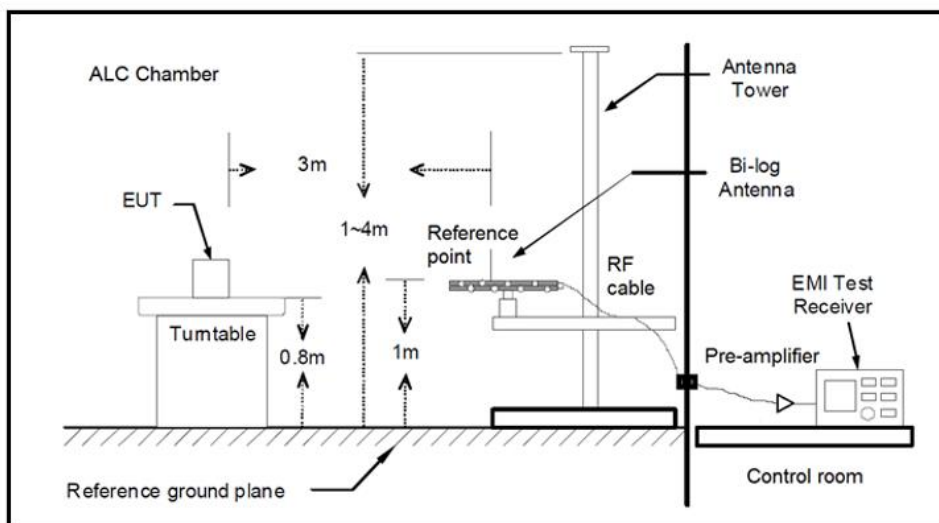 ALC Chamber
Antenna
Tower
3m
Bi-log
Antenna
EUT
1~4m
Reference
point
RF
cable
EMI Test
Receiver
Turntable
0.8m
1m
Pre-amplifier
Reference ground plane
Control room